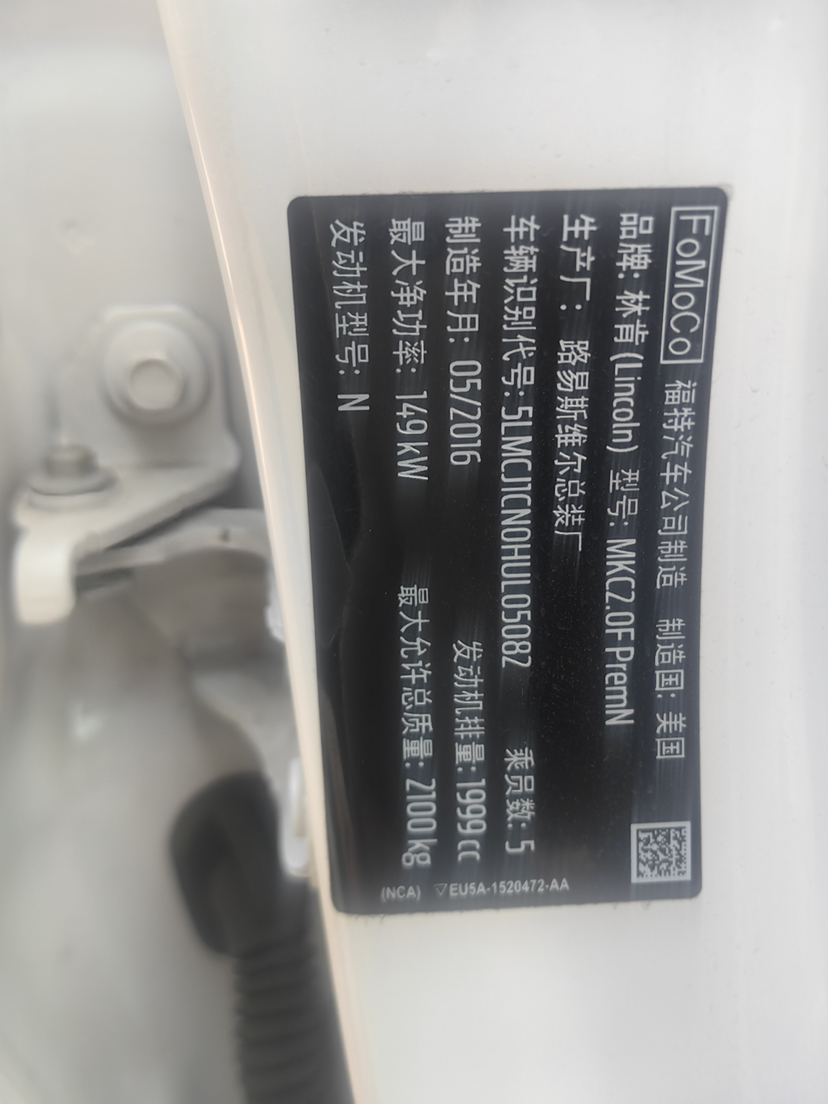 FoMoCo 福特汽车公司制造 制造国: 美国
品牌: 林肯 (Lincoln) 型号: MKC2.0F PremN
生产厂: 路易斯维尔总装厂
车辆识别代号: 5LMCJ1CN0HUL05082 乘员数: 5
制造年月: 05/2016 发动机排量: 1999 cc
最大净功率: 149 kW 最大允许总质量: 2100 kg
发动机型号: N
(NCA) ▽EU5A-1520472-AA